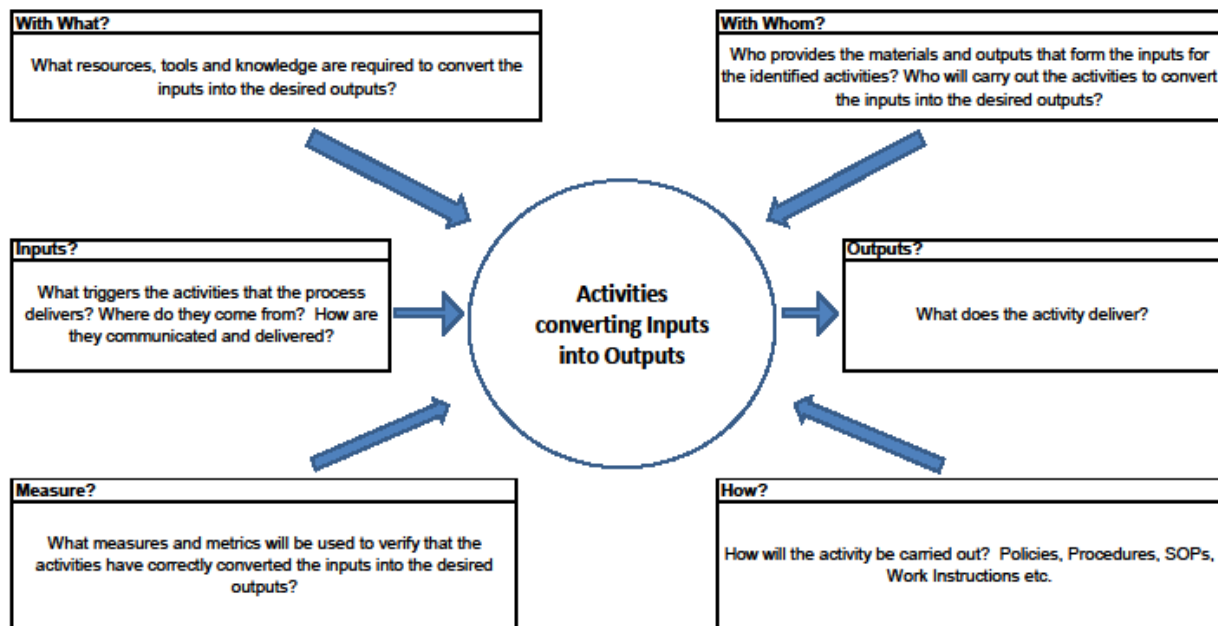 With What?
What resources, tools and knowledge are required to convert the
inputs into the desired outputs?
With Whom?
Who provides the materials and outputs that form the inputs for
the identified activities? Who will carry out the activities to convert
the inputs into the desired outputs?
Inputs?
What triggers the activities that the process
delivers? Where do they come from? How are
they communicated and delivered?
Activities
converting Inputs
into Outputs
Outputs?
What does the activity deliver?
Measure?
What measures and metrics will be used to verify that the
activities have correctly converted the inputs into the desired
outputs?
How?
How will the activity be carried out? Policies, Procedures, SOPs,
Work Instructions etc.